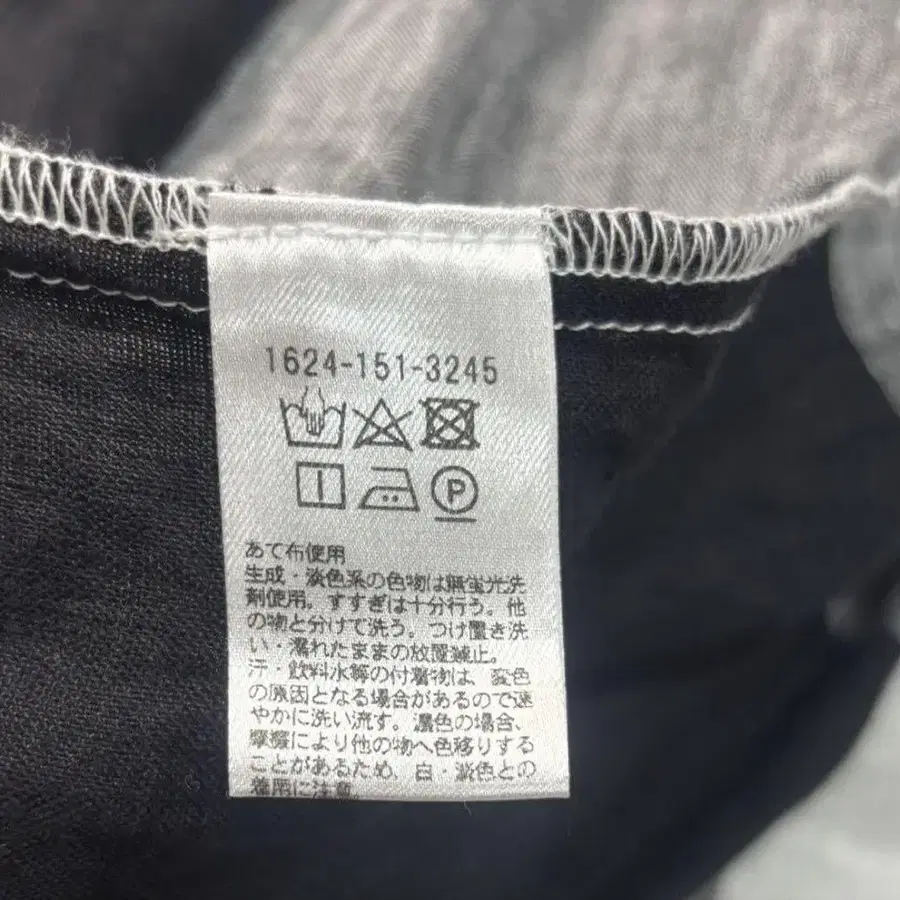 1624-151-3245
P
あて布使用
生成・淡色系の色物は無蛍光洗
剤使用。すすぎは十分行う。他
の物と分けて洗う。つけ置き洗
い・濡れたままの放置禁止。
汗・飲料水等の付着物は、変色
の原因となる場合があるので速
やかに洗い流す。濃色の場合、
摩擦により他の物へ色移りする
ことがあるため、白・淡色との
着用に注意。